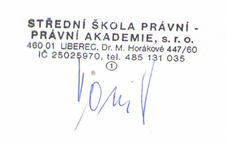 STŘEDNÍ ŠKOLA PRÁVNÍ -
PRÁVNÍ AKADEMIE, s. r. o.
460 01 LIBEREC, Dr. M. Horákové 447/60
IČ 25025970, tel. 485 131 035
1